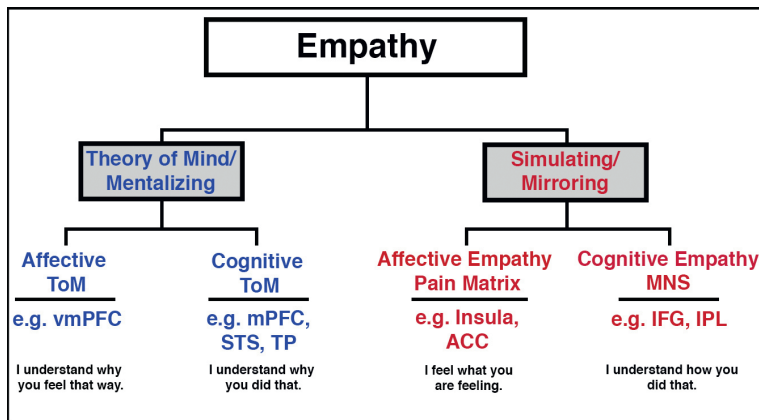 Empathy
Theory of Mind/
Mentalizing
Simulating/
Mirroring
Affective
ToM
e.g. vmPFC
I understand why
you feel that way.
Cognitive
ToM
e.g. mPFC,
STS, TP
I understand why
you did that.
Affective Empathy
Pain Matrix
e.g. Insula,
ACC
I feel what you
are feeling.
Cognitive Empathy
MNS
e.g. IFG, IPL
I understand how you
did that.